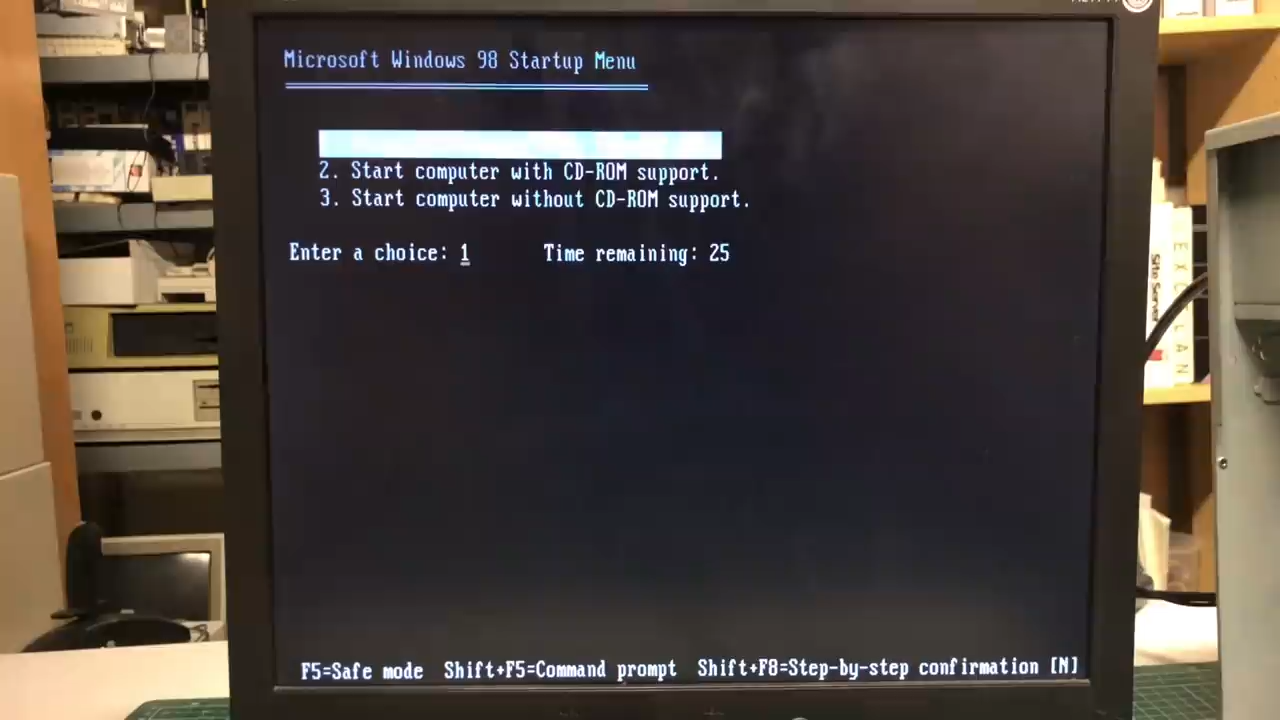 Microsoft Windows 98 Startup Menu
2. Start computer with CD-ROM support.
3. Start computer without CD-ROM support.
Enter a choice: 1 Time remaining: 25
F5=Safe mode Shift+F5=Command prompt Shift+F8=Step-by-step confirmation [N]
Site Server